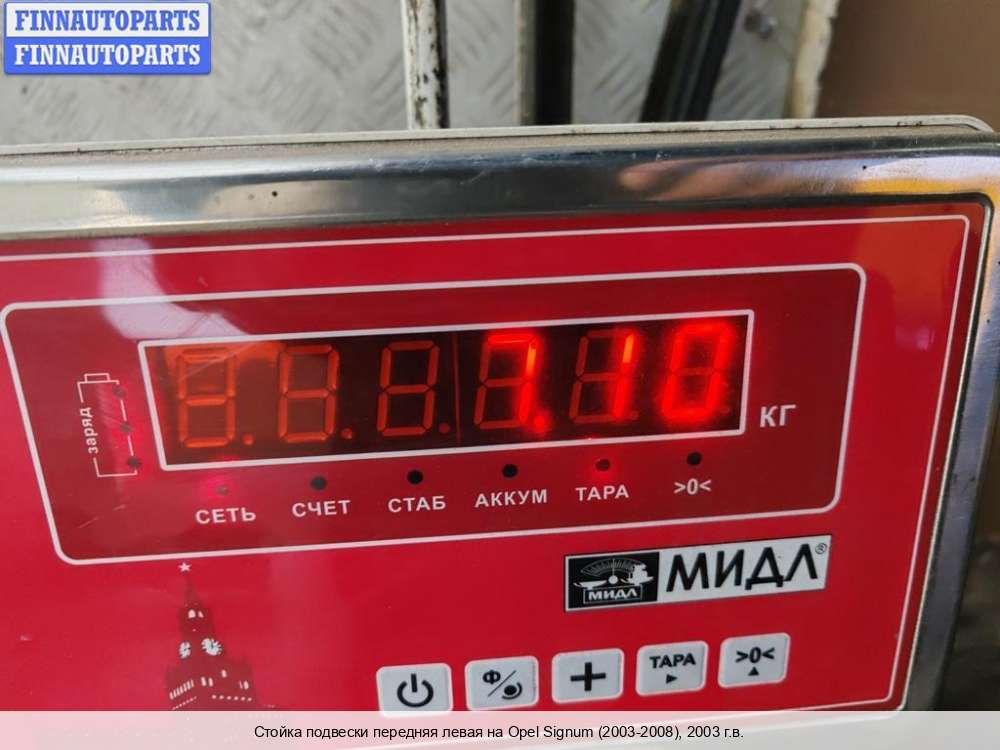 FINNAUTOPARTS
FINNAUTOPARTS
7.10
КГ
заряд
СЕТЬ СЧЕТ СТАБ АККУМ ТАРА >0<
МИДЛ МИДЛ®
Ф ТАРА >0<
Стойка подвески передняя левая на Opel Signum (2003-2008), 2003 г.в.